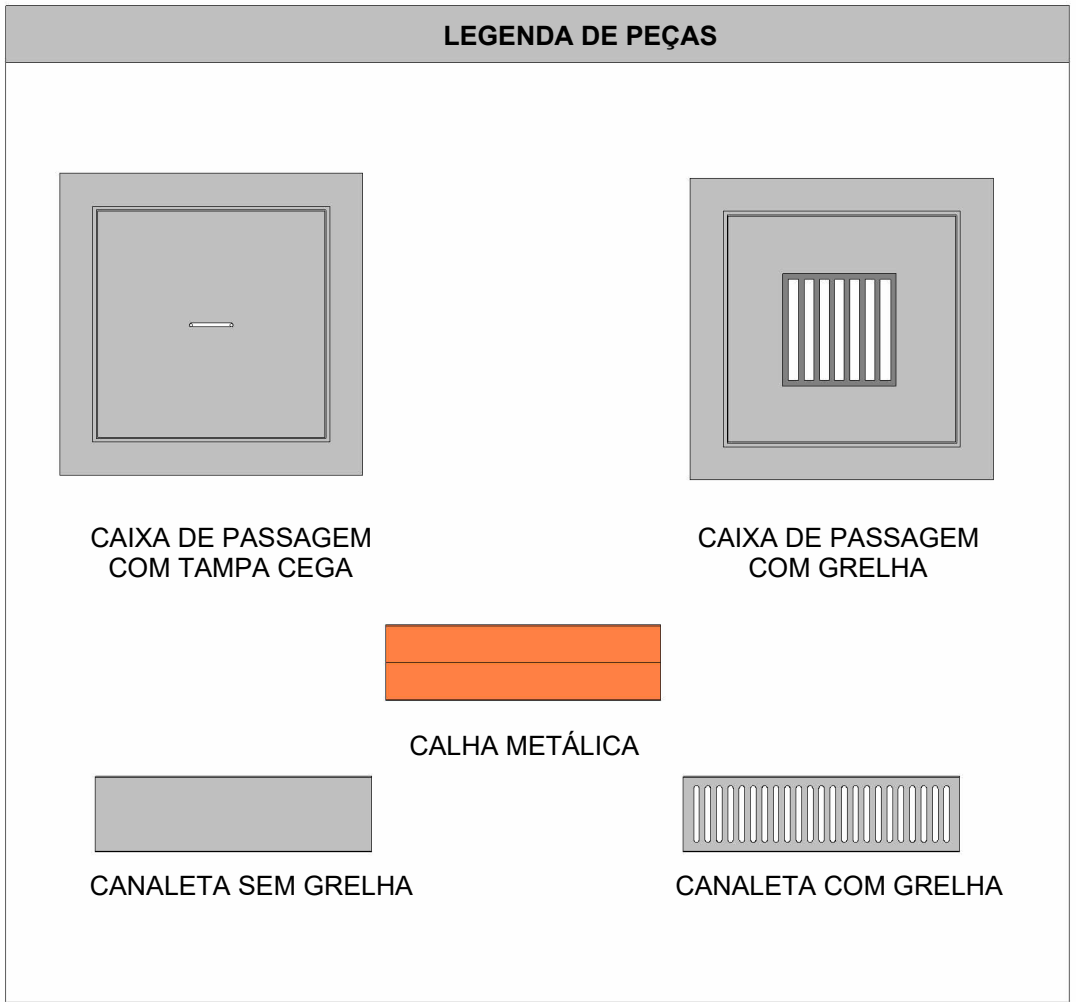 LEGENDA DE PEÇAS
CAIXA DE PASSAGEM
COM TAMPA CEGA
CAIXA DE PASSAGEM
COM GRELHA
CALHA METÁLICA
CANALETA SEM GRELHA
CANALETA COM GRELHA